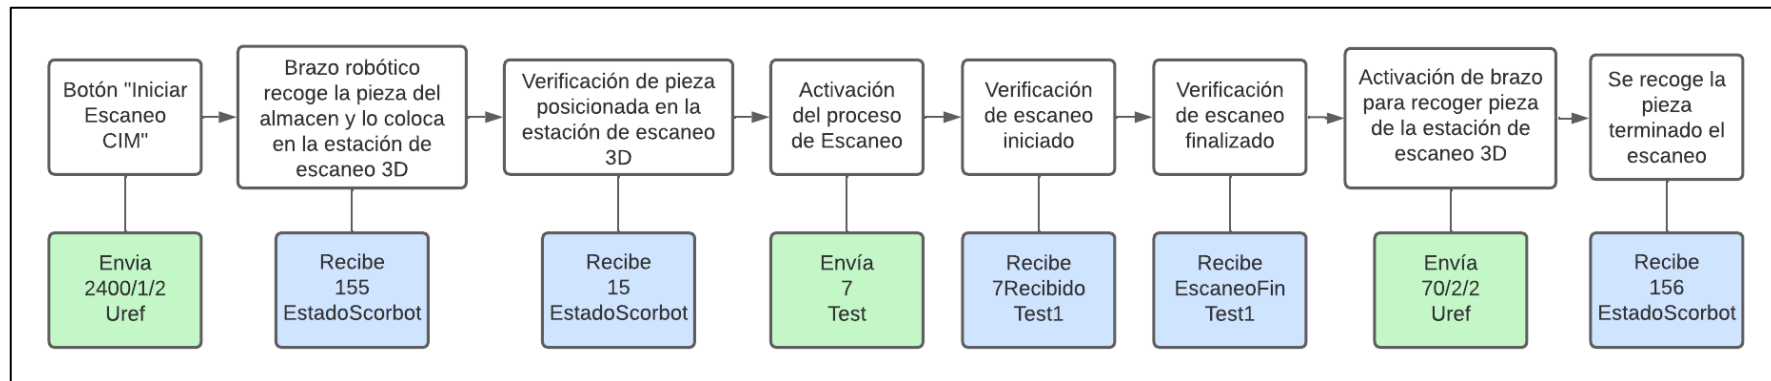 Botón "Iniciar
Escaneo
CIM"
Brazo robótico
recoge la pieza del
almacen y lo coloca
en la estación de
escaneo 3D
Verificación de pieza
posicionada en la
estación de escaneo
3D
Activación
del proceso
de Escaneo
Verificación
de escaneo
iniciado
Verificación
de escaneo
finalizado
Activación de brazo
para recoger pieza
de la estación de
escaneo 3D
Se recoge la
pieza
terminado el
escaneo
Envia
2400/1/2
Uref
Recibe
155
EstadoScorbot
Recibe
15
EstadoScorbot
Envía
7
Test
Recibe
7Recibido
Test1
Recibe
EscaneoFin
Test1
Envía
70/2/2
Uref
Recibe
156
EstadoScorbot